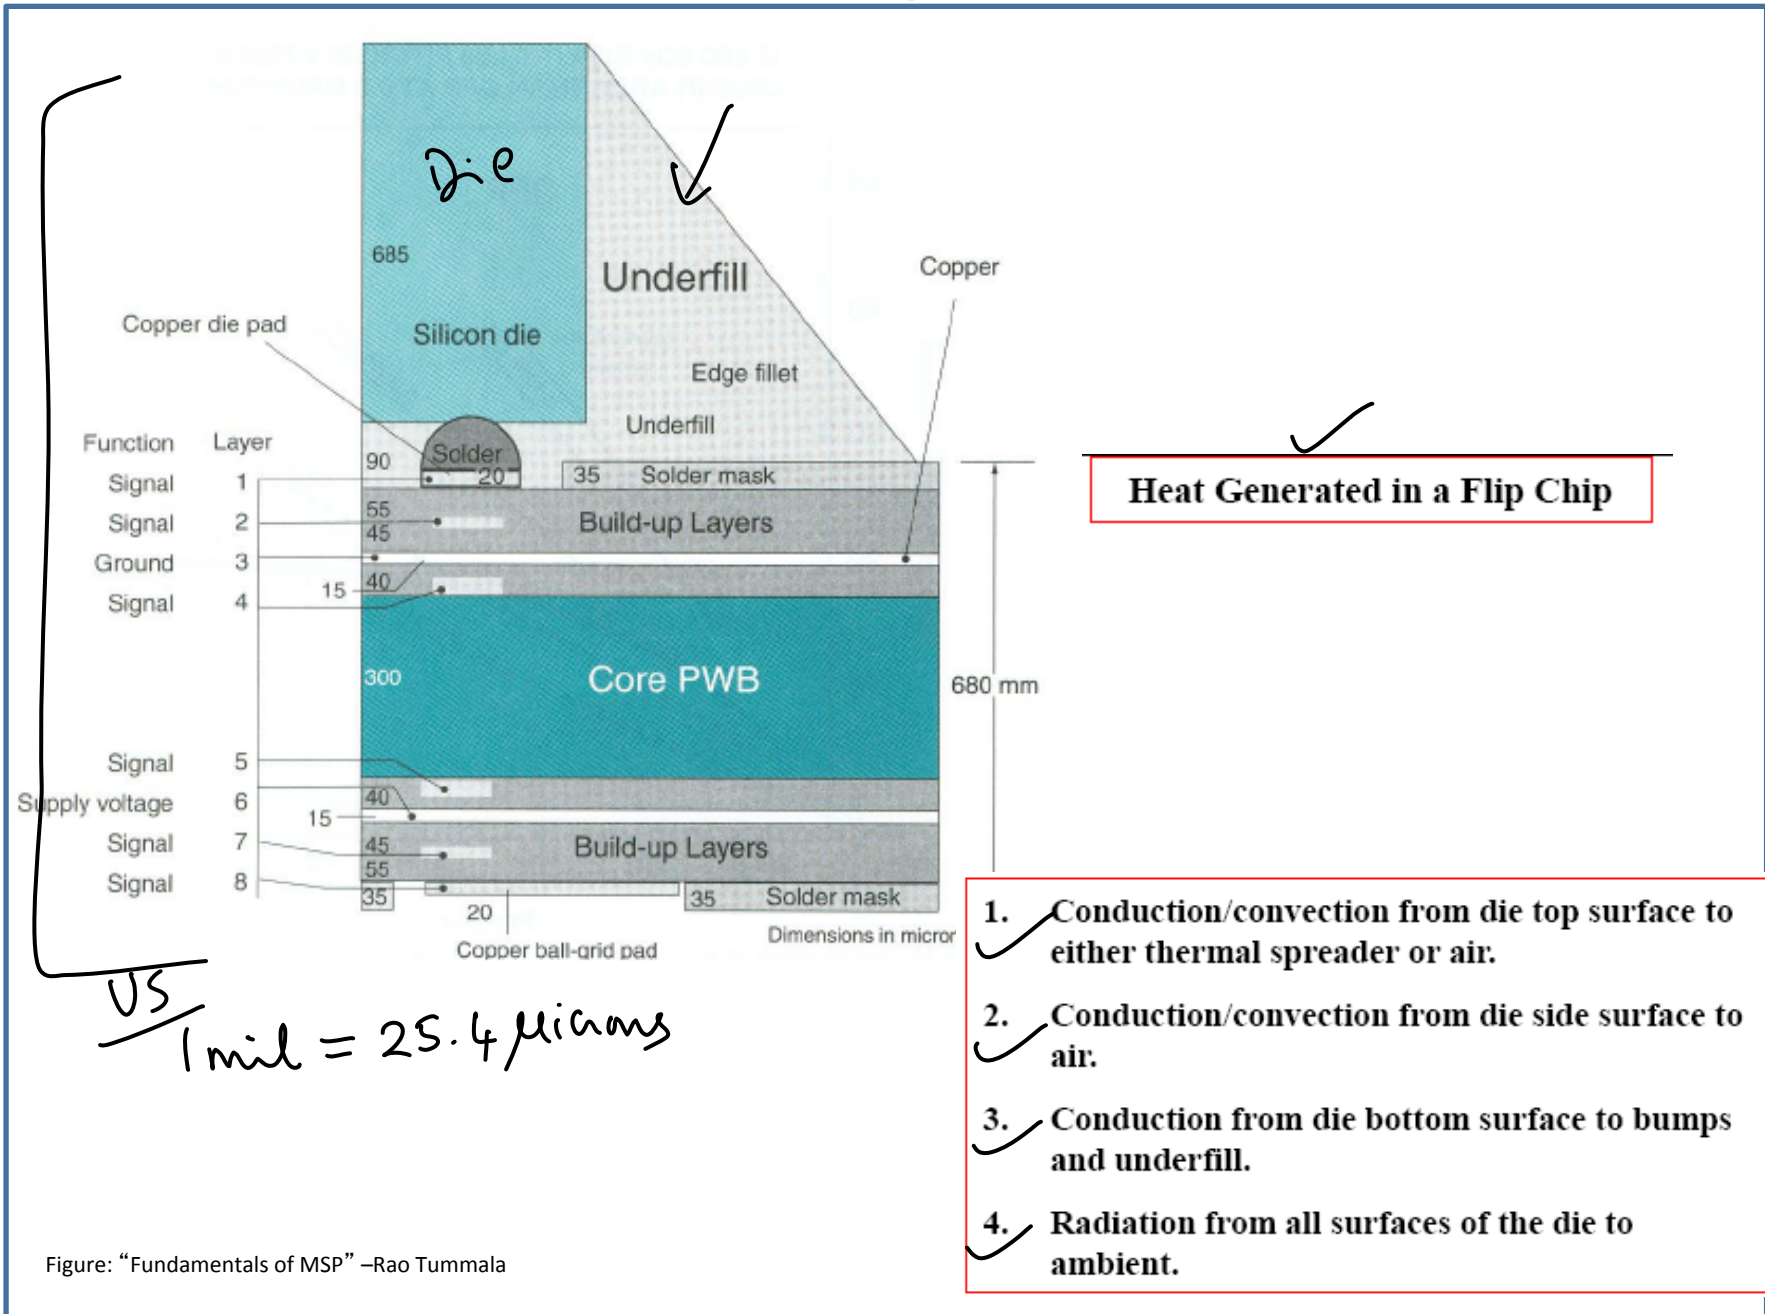 Die
685
Underfill
Copper
Copper die pad
Silicon die
Edge fillet
Underfill
Function Layer
Solder
90
20
35 Solder mask
Signal 1
55
Signal 2
Build-up Layers
45
Ground 3
40
15
Signal 4
Heat Generated in a Flip Chip
300
Core PWB
680 mm
Signal 5
40
Supply voltage 6
15
Signal 7
45
Build-up Layers
55
Signal 8
35
20
35 Solder mask
Copper ball-grid pad
Dimensions in micron
US
1 mil = 25.4 Microns
1. Conduction/convection from die top surface to
either thermal spreader or air.
2. Conduction/convection from die side surface to
air.
3. Conduction from die bottom surface to bumps
and underfill.
4. Radiation from all surfaces of the die to
ambient.
Figure: “Fundamentals of MSP” –Rao Tummala